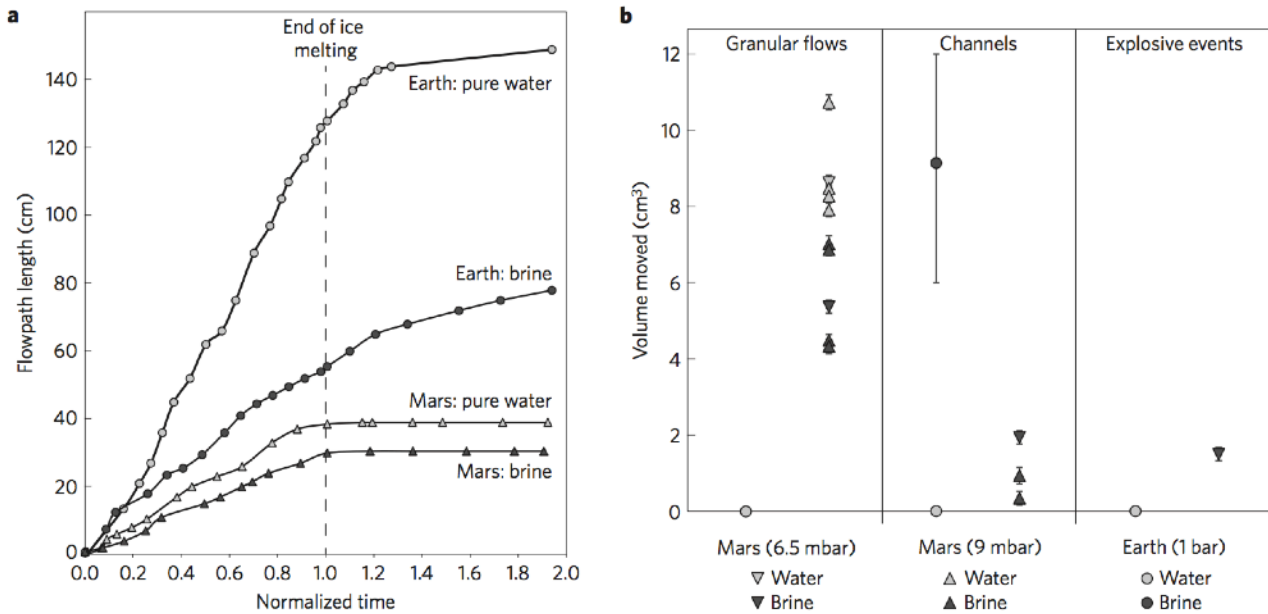 a
End of ice
melting
Earth: pure water
Earth: brine
Mars: pure water
Mars: brine
Flowpath length (cm)
140
120
100
80
60
40
20
0
0.0 0.2 0.4 0.6 0.8 1.0 1.2 1.4 1.6 1.8 2.0
Normalized time
b
Granular flows Channels Explosive events
Volume moved (cm³)
12
10
8
6
4
2
0
Mars (6.5 mbar) Mars (9 mbar) Earth (1 bar)
Water Water Water
Brine Brine Brine